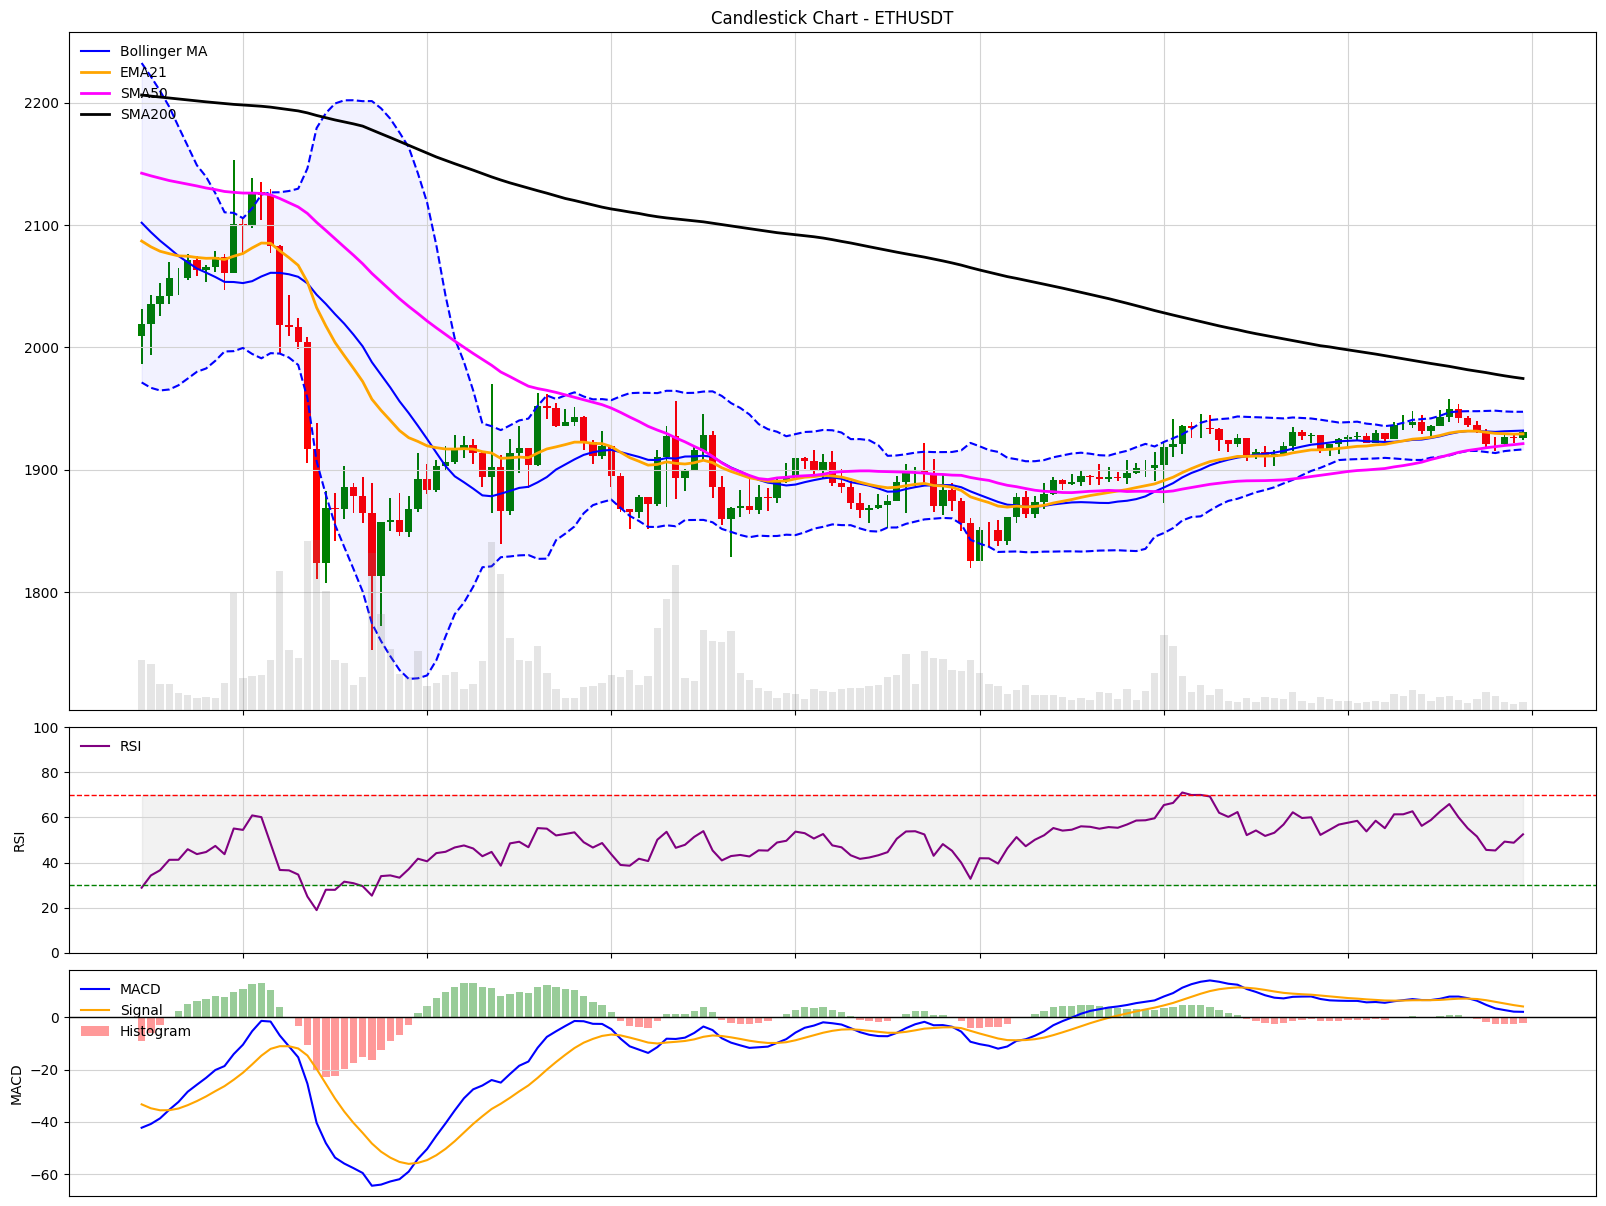 Candlestick Chart - ETHUSDT
Bollinger MA
EMA21
SMA50
SMA200
2200
2100
2000
1900
1800
RSI
100
80
60
40
20
0
RSI
MACD
Signal
Histogram
0
−20
−40
−60
MACD